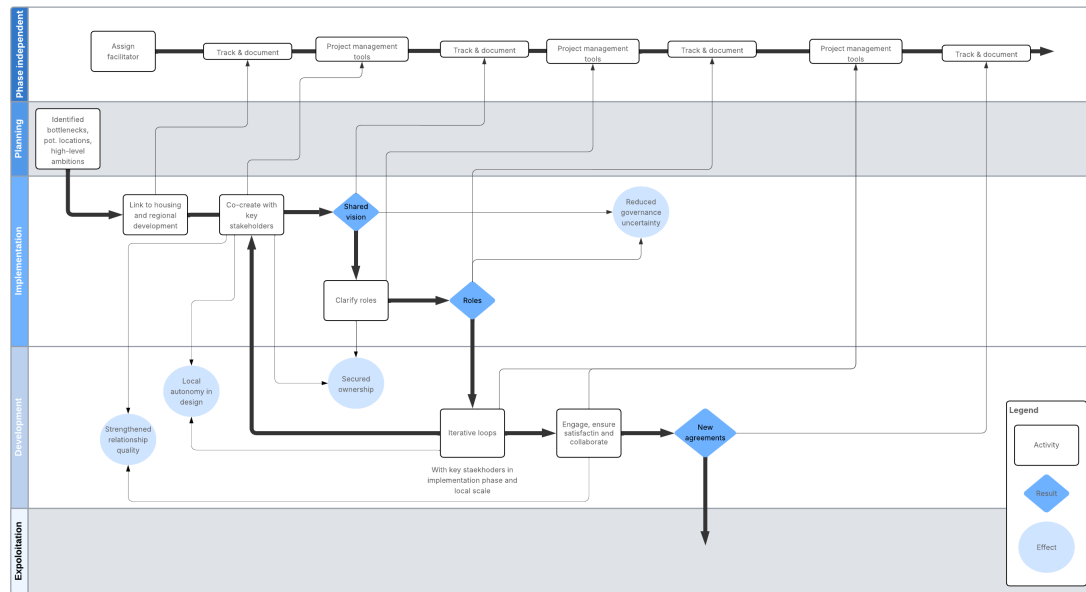 Phase independent
Assign
facilitator
Track & document
Project management
tools
Track & document
Project management
tools
Track & document
Project management
tools
Track & document
Planning
Identified
bottlenecks,
pot. locations,
high-level
ambitions
Implementation
Link to housing
and regional
development
Co-create with
key
stakeholders
Shared
vision
Reduced
governance
uncertainty
Clarify roles
Roles
Development
Local
autonomy in
design
Secured
ownership
Strengthened
relationship
quality
Iterative loops
Engage, ensure
satisfactin and
collaborate
New
agreements
With key staekhoders in
implementation phase and
local scale
Expoloitation
Legend
Activity
Result
Effect